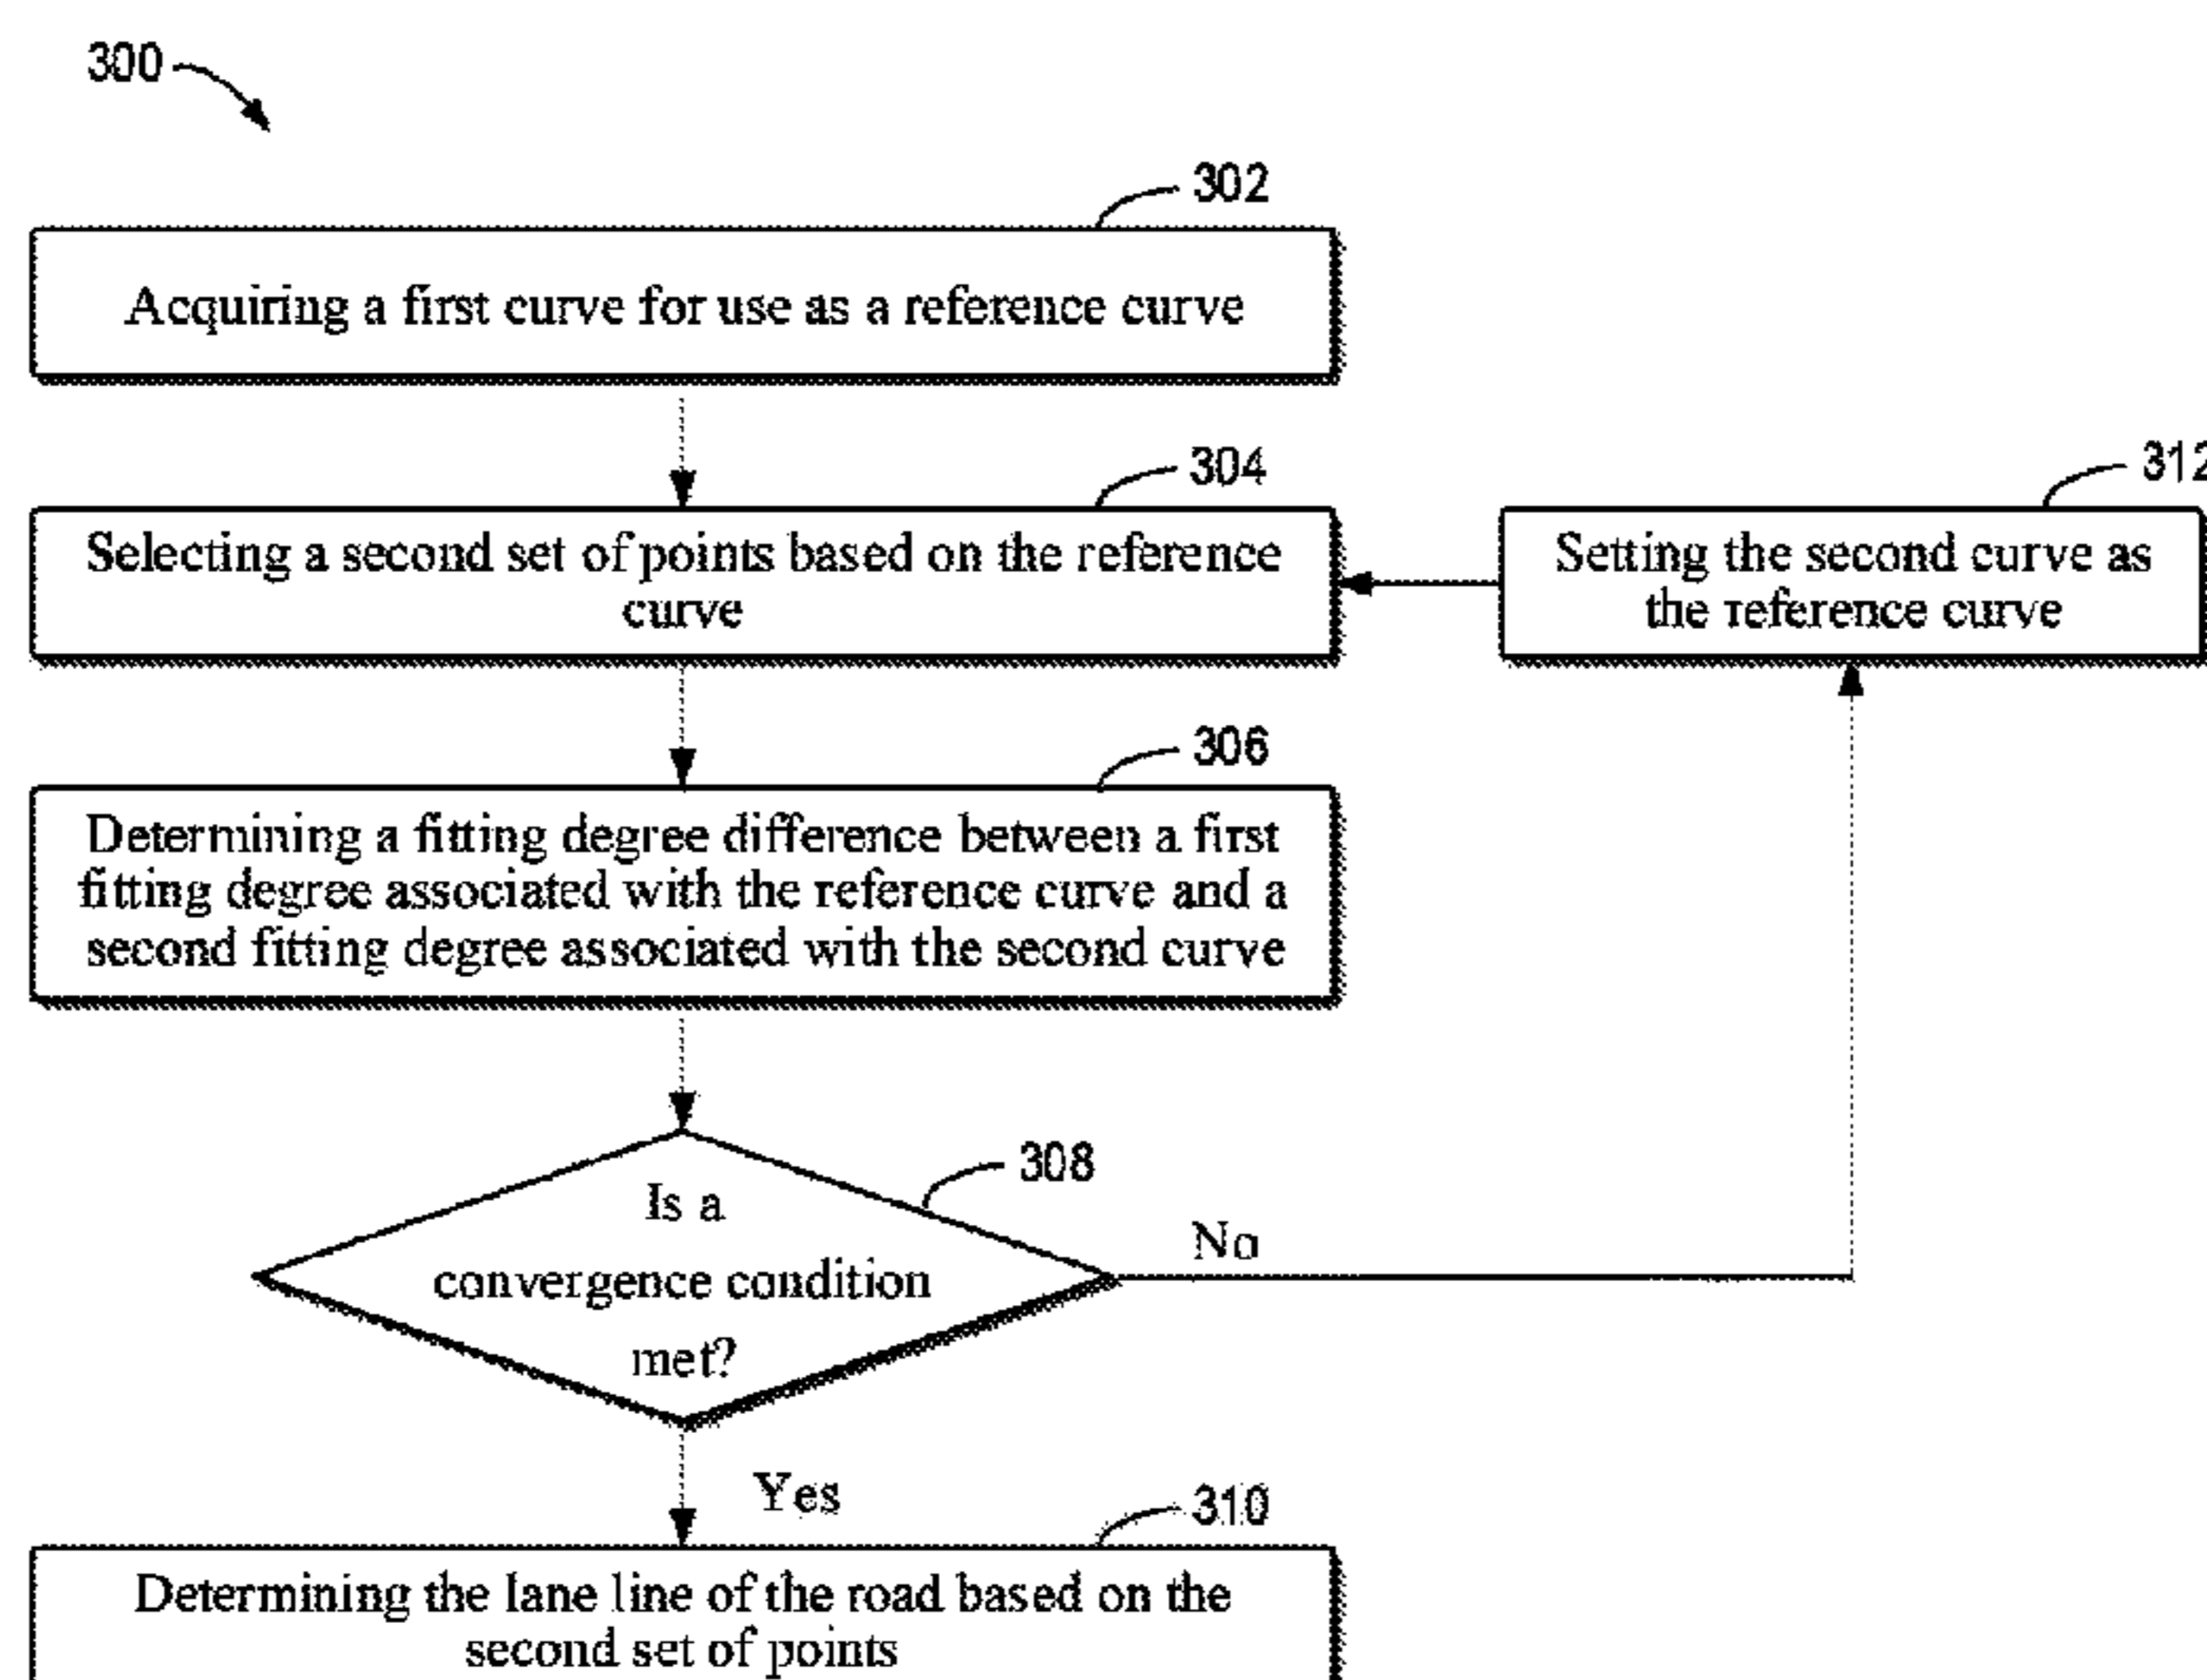 300
302
Acquiring a first curve for use as a reference curve
304
Selecting a second set of points based on the reference
curve
312
Setting the second curve as
the reference curve
306
Determining a fitting degree difference between a first
fitting degree associated with the reference curve and a
second fitting degree associated with the second curve
308
Is a
convergence condition
met?
No
Yes
310
Determining the lane line of the road based on the
second set of points